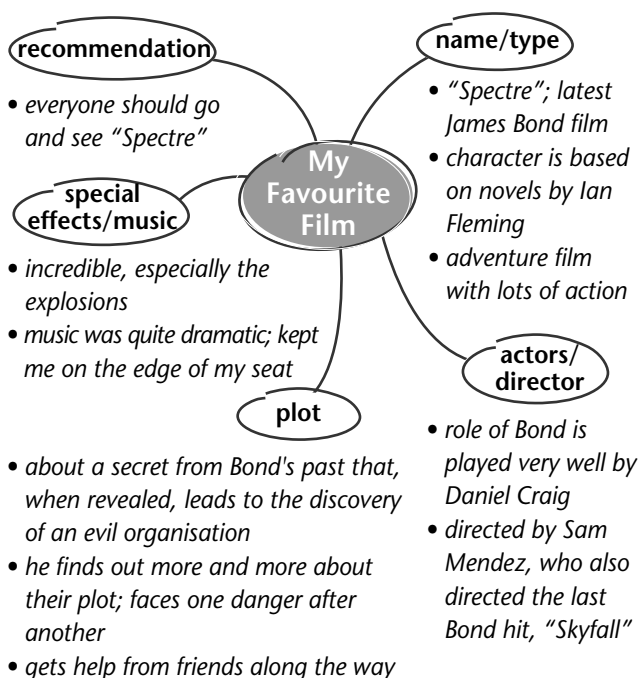 My
Favourite
Film
name/type
• “Spectre”; latest
James Bond film
• character is based
on novels by Ian
Fleming
• adventure film
with lots of action
actors/
director
• role of Bond is
played very well by
Daniel Craig
• directed by Sam
Mendez, who also
directed the last
Bond hit, “Skyfall”
plot
• about a secret from Bond's past that,
when revealed, leads to the discovery
of an evil organisation
• he finds out more and more about
their plot; faces one danger after
another
• gets help from friends along the way
special
effects/music
• incredible, especially the
explosions
• music was quite dramatic; kept
me on the edge of my seat
recommendation
• everyone should go
and see “Spectre”